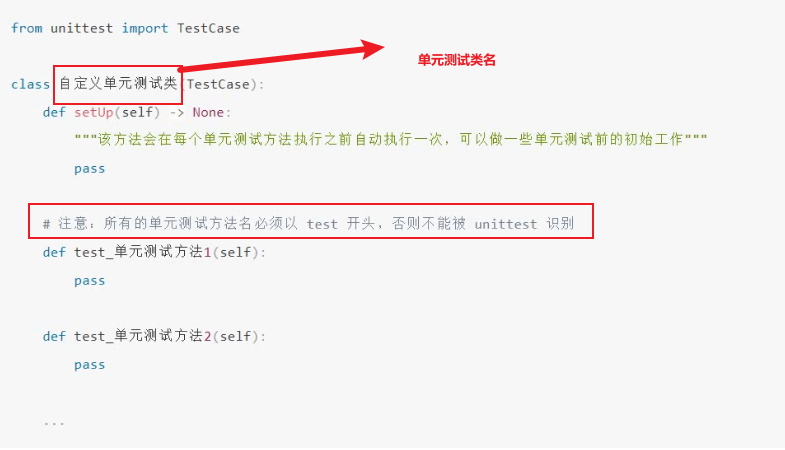 from unittest import TestCase
单元测试类名
class 自定义单元测试类(TestCase):
def setUp(self) -> None:
"""该方法会在每个单元测试方法执行之前自动执行一次，可以做一些单元测试前的初始工作"""
pass
# 注意：所有的单元测试方法名必须以 test 开头，否则不能被 unittest 识别
def test_单元测试方法1(self):
pass
def test_单元测试方法2(self):
pass
...